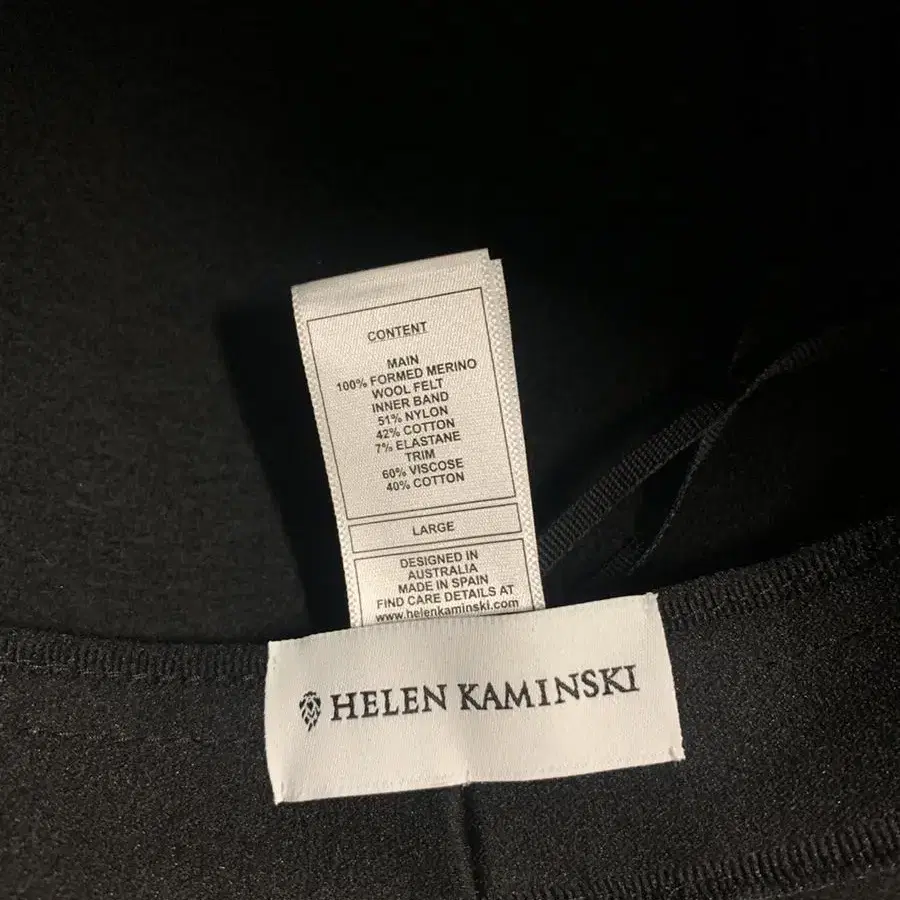 CONTENT
MAIN
100% FORMED MERINO
WOOL FELT
INNER BAND
51% NYLON
42% COTTON
7% ELASTANE
TRIM
60% VISCOSE
40% COTTON
LARGE
DESIGNED IN
AUSTRALIA
MADE IN SPAIN
FIND CARE DETAILS AT
www.helenkaminski.com
HELEN KAMINSKI